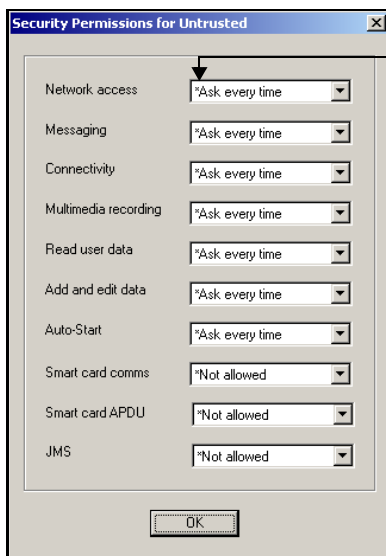 Security Permissions for Untrusted
Network access *Ask every time
Messaging *Ask every time
Connectivity *Ask every time
Multimedia recording *Ask every time
Read user data *Ask every time
Add and edit data *Ask every time
Auto-Start *Ask every time
Smart card comms *Not allowed
Smart card APDU *Not allowed
JMS *Not allowed
OK